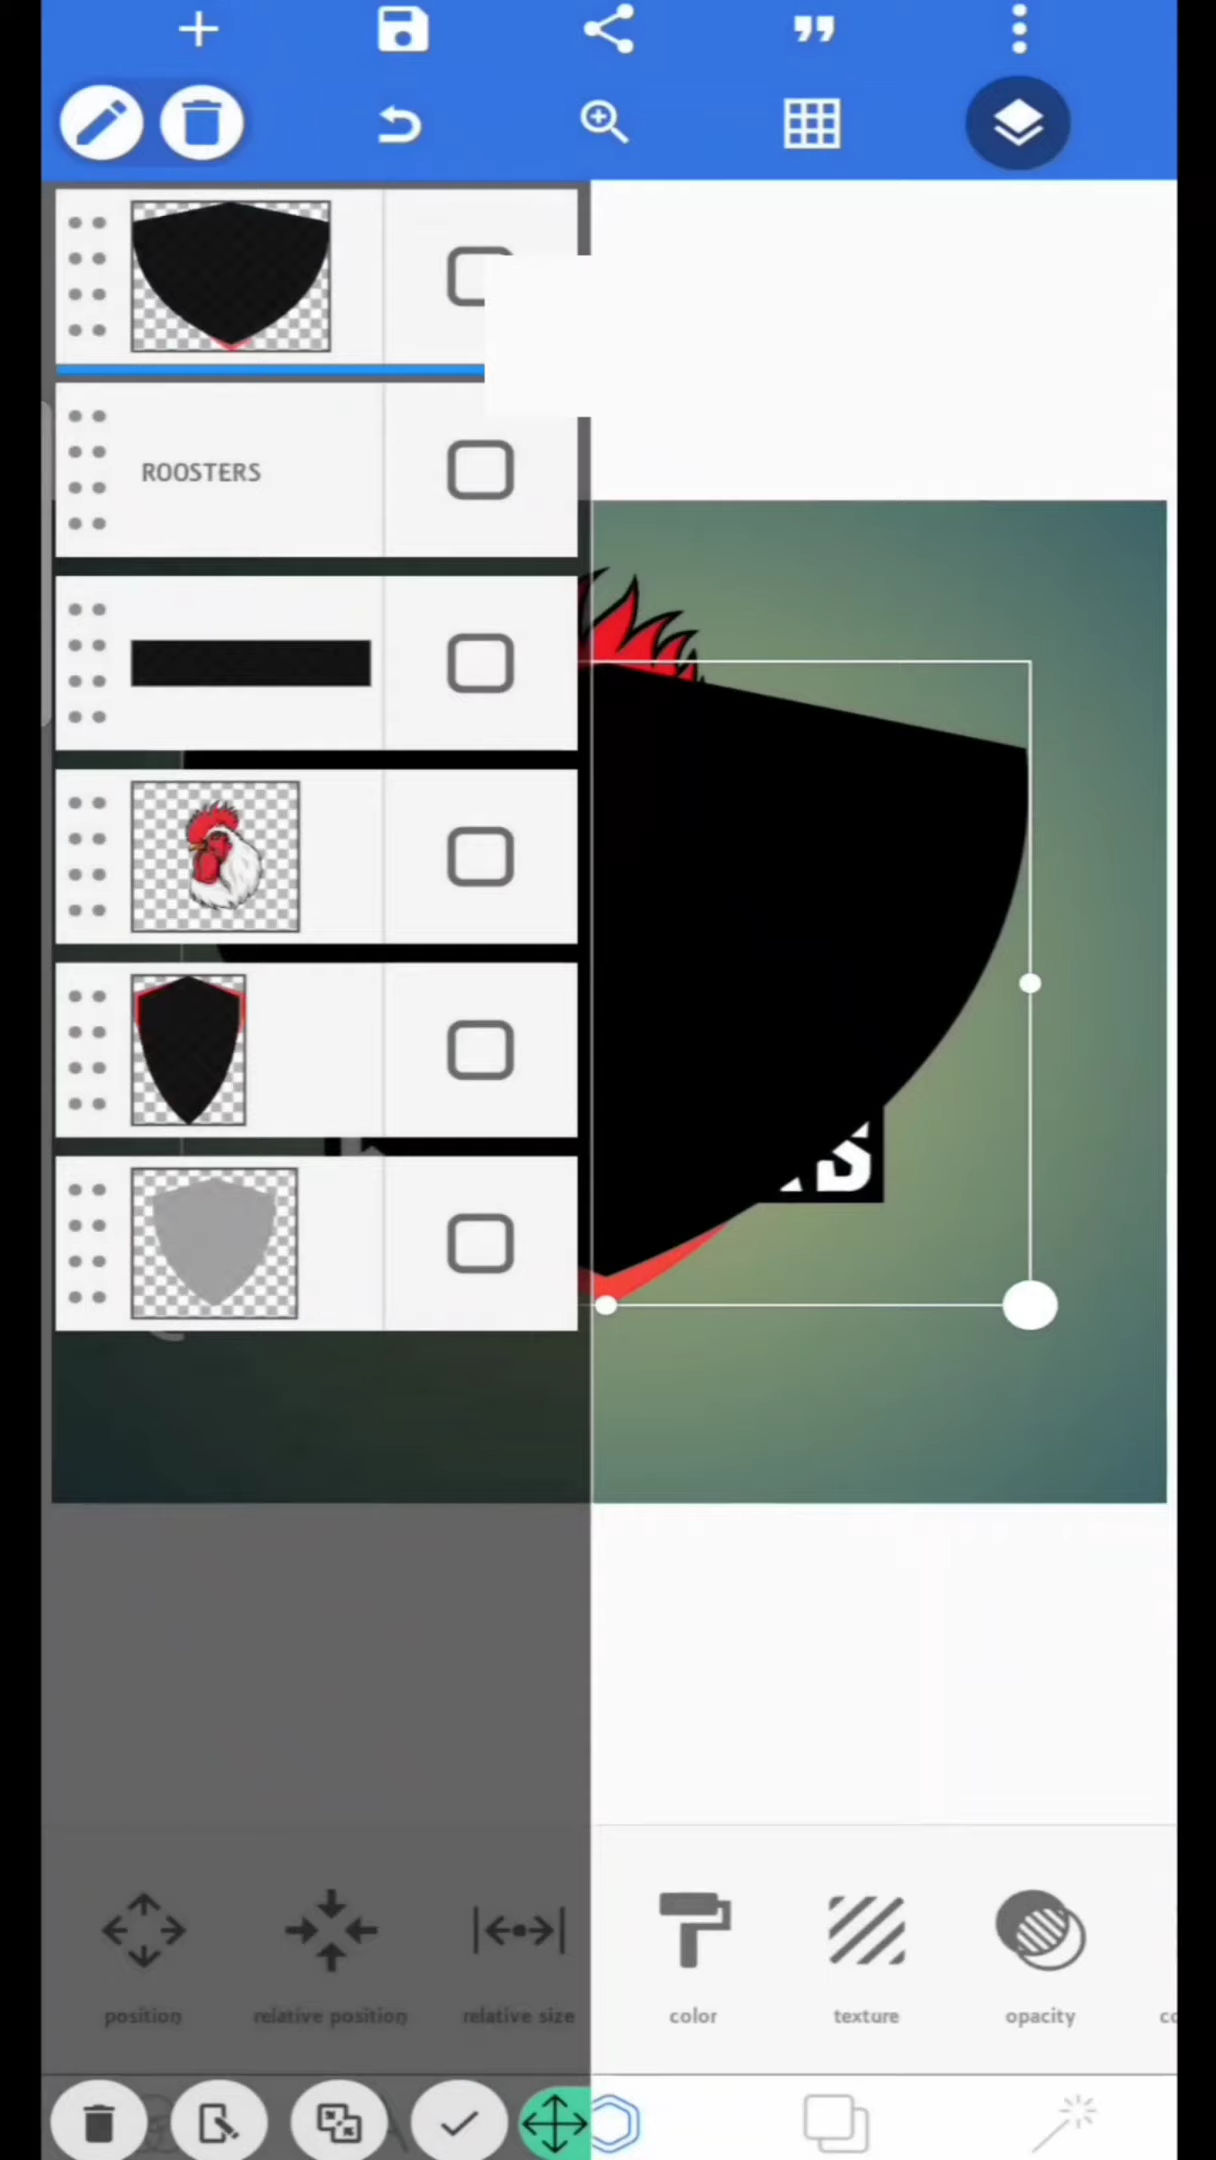 ROOSTERS
S
position
relative position
relative size
color
texture
opacity